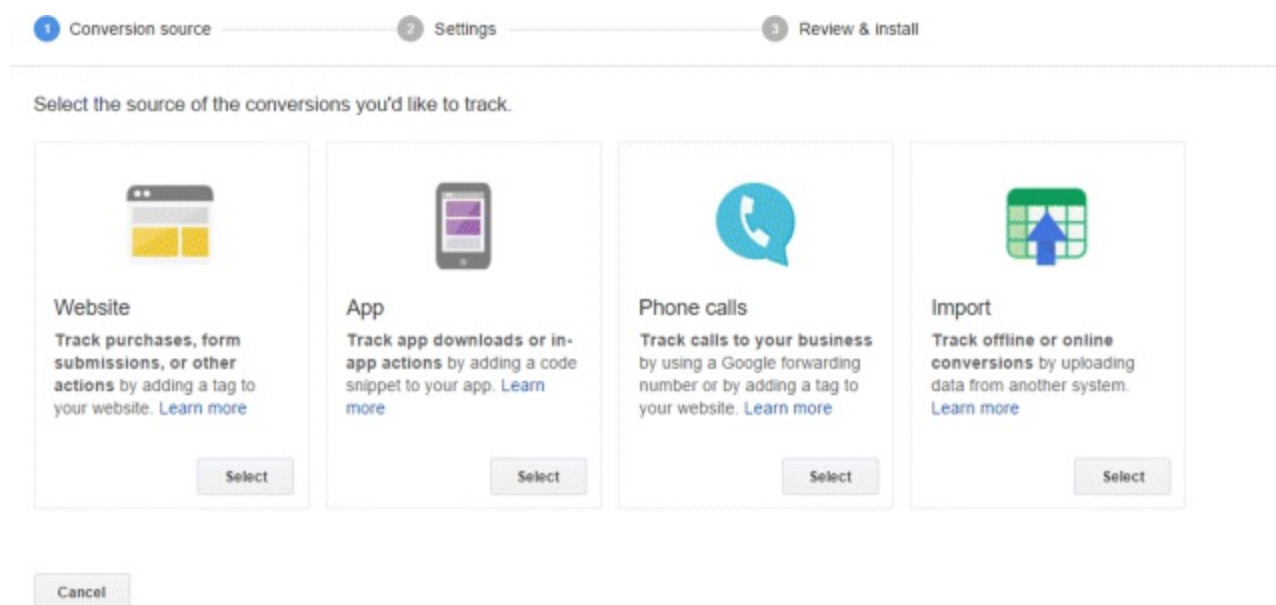 1 Conversion source 2 Settings 3 Review & install
Select the source of the conversions you'd like to track.
Website
Track purchases, form
submissions, or other
actions by adding a tag to
your website. Learn more
Select
App
Track app downloads or in-
app actions by adding a code
snippet to your app. Learn
more
Select
Phone calls
Track calls to your business
by using a Google forwarding
number or by adding a tag to
your website. Learn more
Select
Import
Track offline or online
conversions by uploading
data from another system.
Learn more
Select
Cancel